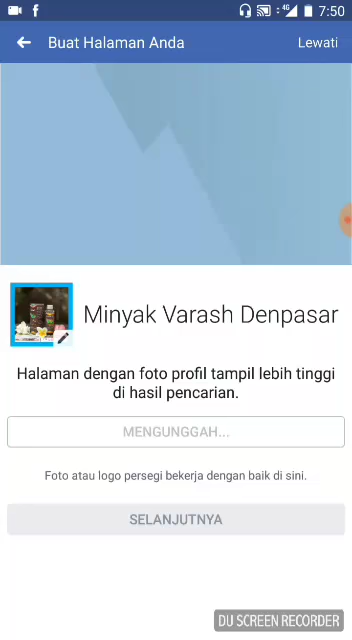 4G 7:50
Buat Halaman Anda Lewati
Minyak Varash Denpasar
Halaman dengan foto profil tampil lebih tinggi
di hasil pencarian.
MENGUNGGAH...
Foto atau logo persegi bekerja dengan baik di sini.
SELANJUTNYA
DU SCREEN RECORDER